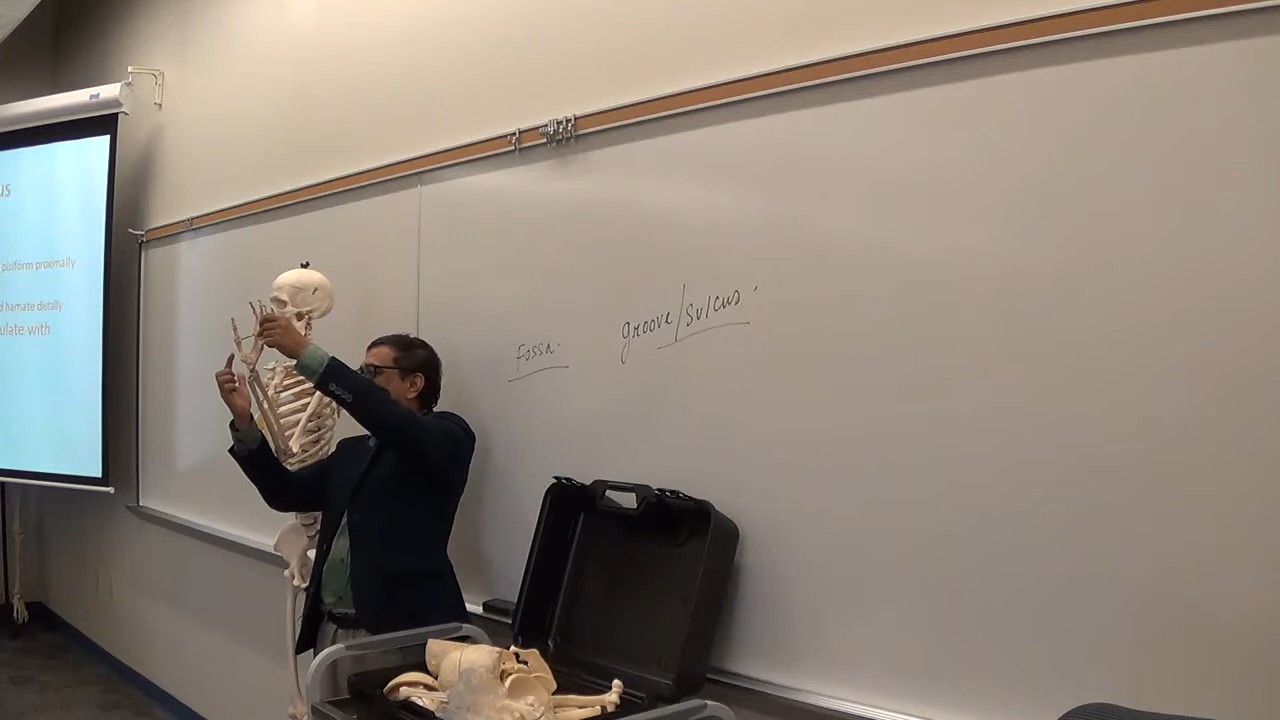 us
pisiform proximally
d hamate distally
ulate with
Fossa.
groove/Sulcus.